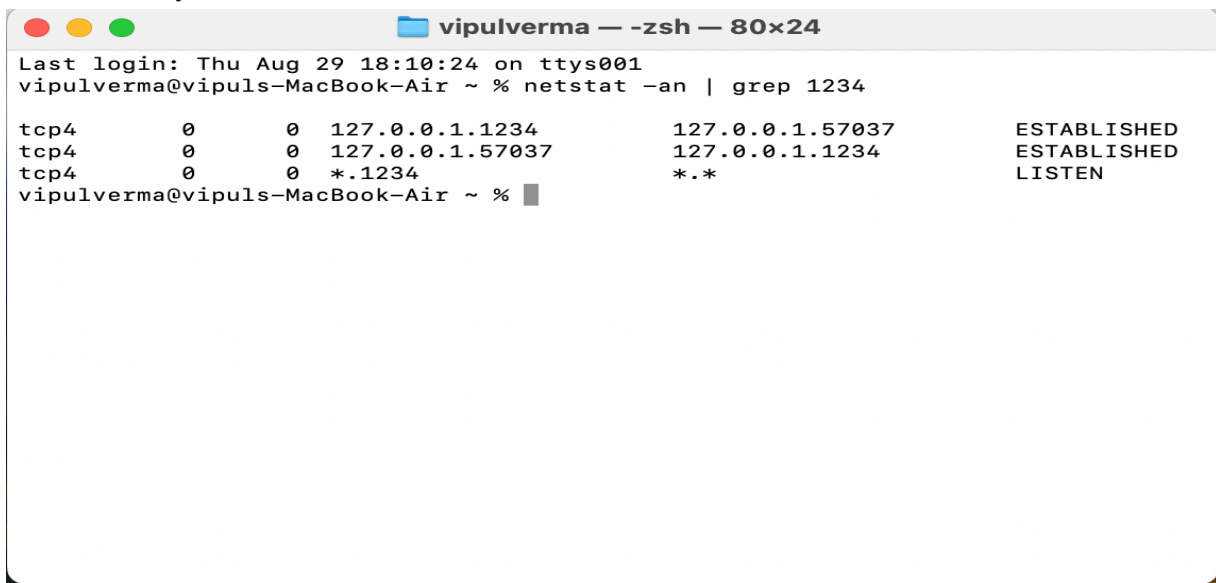 vipulverma — -zsh — 80×24
Last login: Thu Aug 29 18:10:24 on ttys001
vipulverma@vipuls-MacBook-Air ~ % netstat -an | grep 1234
tcp4 0 0 127.0.0.1.1234 127.0.0.1.57037 ESTABLISHED
tcp4 0 0 127.0.0.1.57037 127.0.0.1.1234 ESTABLISHED
tcp4 0 0 *.1234 *.* LISTEN
vipulverma@vipuls-MacBook-Air ~ %